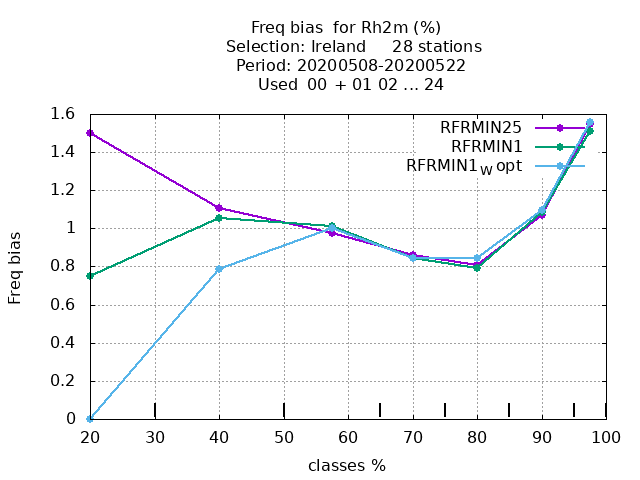 Freq bias  for Rh2m (%)
Selection: Ireland     28 stations
Period: 20200508-20200522
Used  00  + 01 02 ... 24
RFRMIN25
RFRMIN1
RFRMIN1W opt
Freq bias
1.6
1.4
1.2
1
0.8
0.6
0.4
0.2
0
20 30 40 50 60 70 80 90 100
classes %